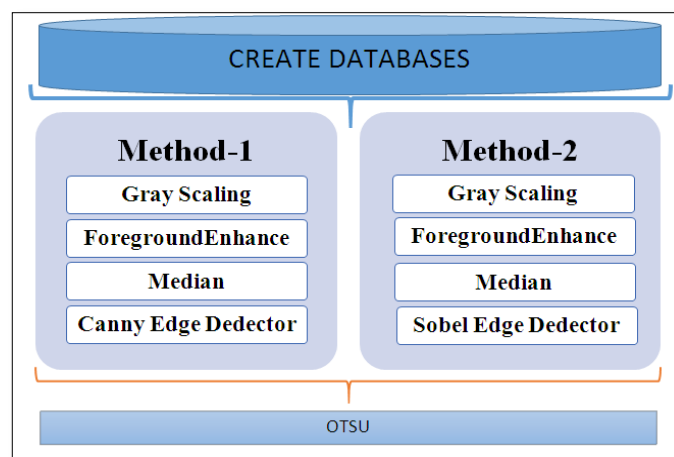 CREATE DATABASES
Method-1
Gray Scaling
ForegroundEnhance
Median
Canny Edge Dedector
Method-2
Gray Scaling
ForegroundEnhance
Median
Sobel Edge Dedector
OTSU